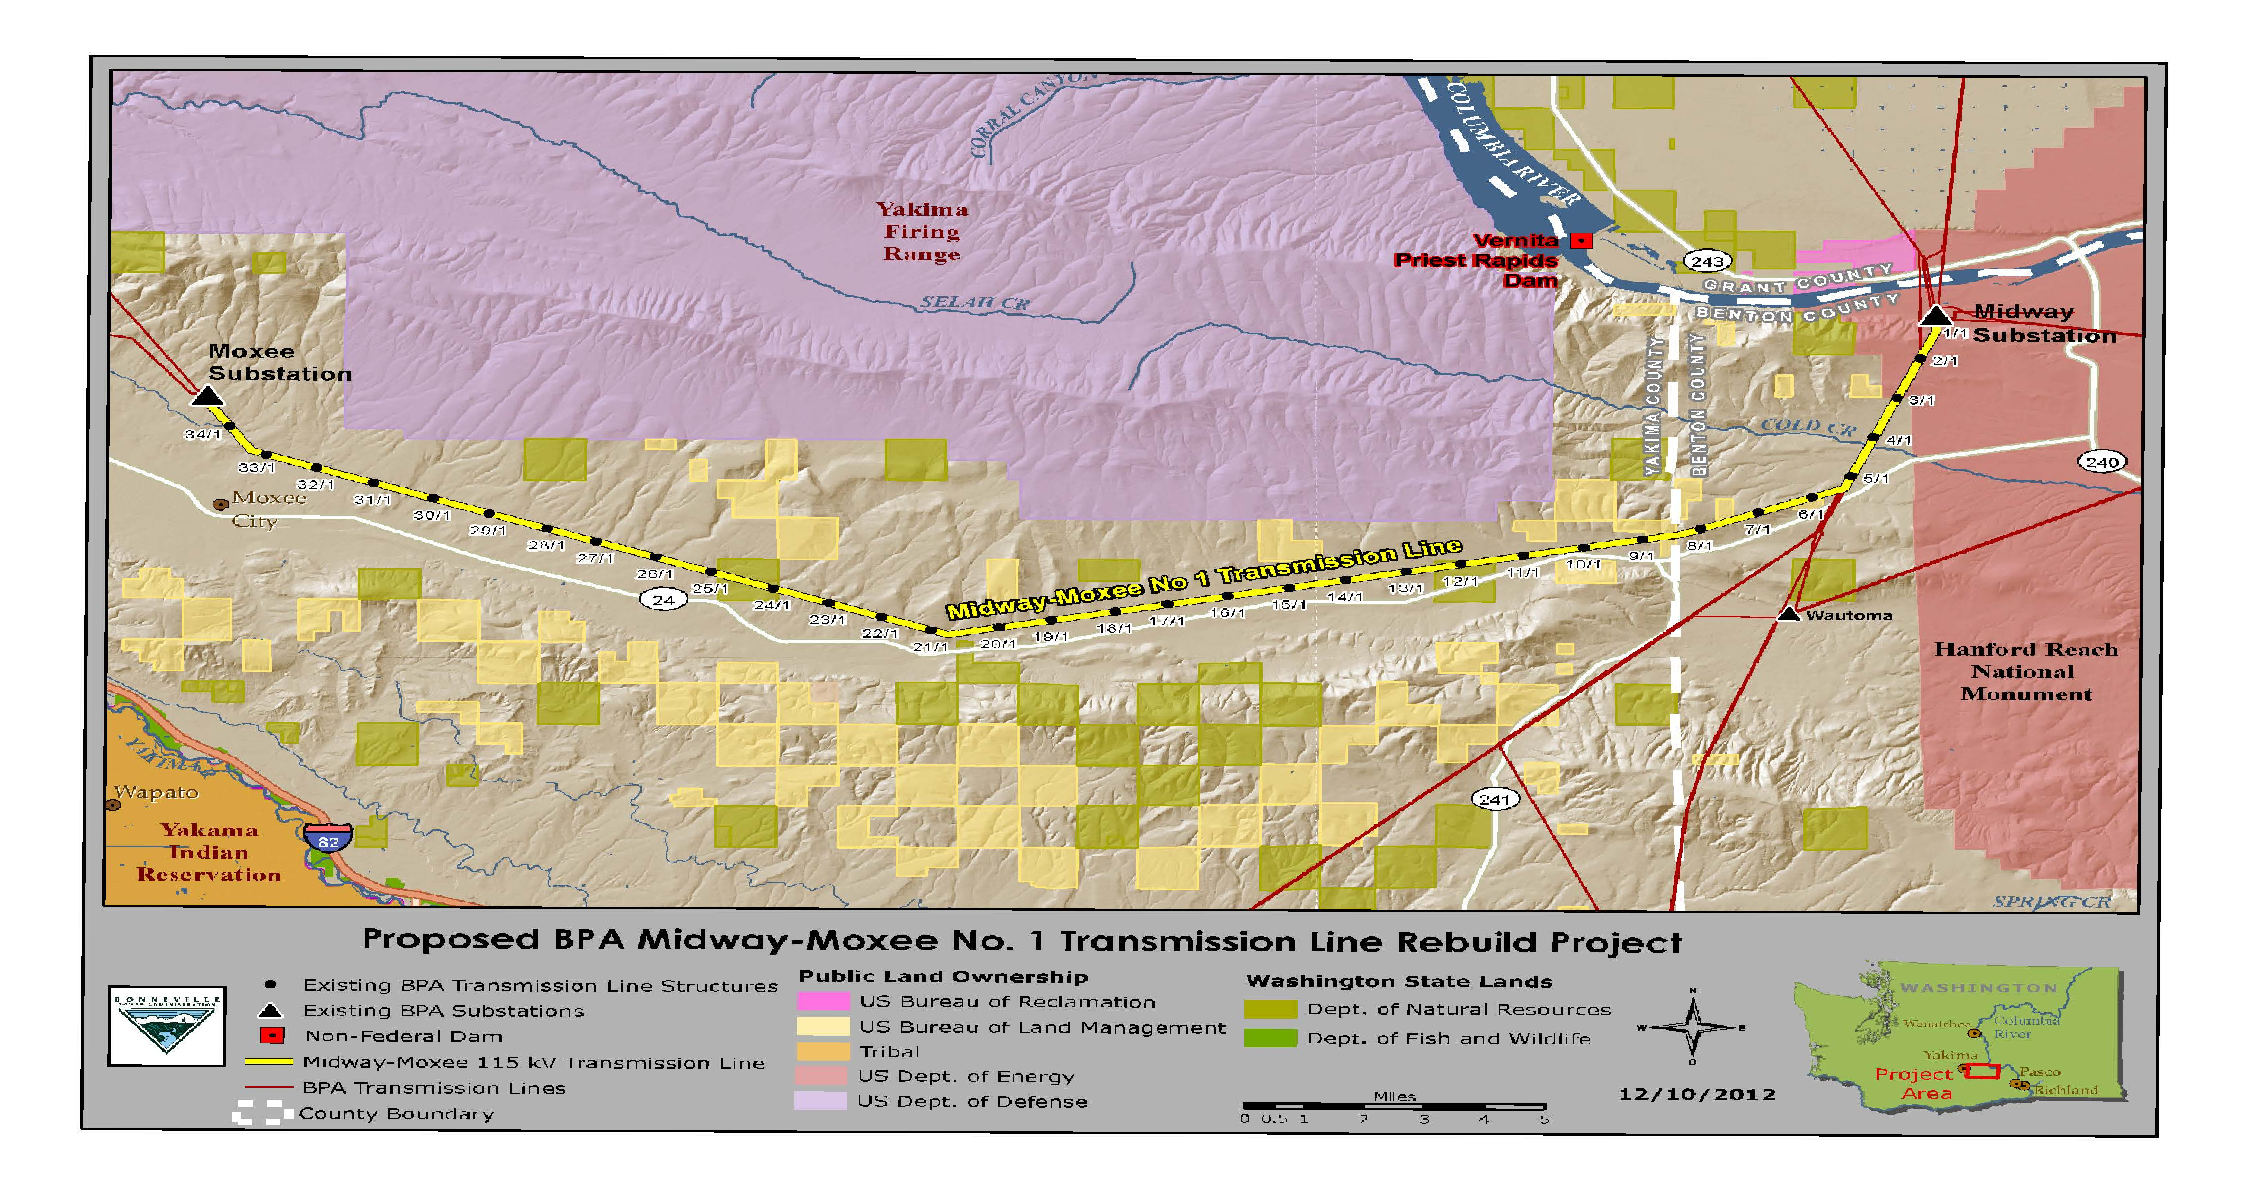 CORRAL CANYON
COLUMBIA RIVER
Yakima
Firing
Range
SELAH CR
Vernita
Priest Rapids
Dam
243
GRANT COUNTY
BENTON COUNTY
Midway
Substation
1/1
2/1
3/1
4/1
5/1
6/1
7/1
8/1
9/1
10/1
11/1
12/1
13/1
14/1
15/1
16/1
17/1
18/1
19/1
20/1
21/1
22/1
23/1
24/1
25/1
26/1
27/1
28/1
29/1
30/1
31/1
32/1
33/1
34/1
Moxee
Substation
Moxee
City
YAKIMA COUNTY
BENTON COUNTY
COLD CR
240
24
Midway-Moxee No 1 Transmission Line
Wautoma
Hanford Reach
National
Monument
241
YAKIMA R
Wapato
Yakama
Indian
Reservation
82
SPRING CR
Proposed BPA Midway-Moxee No. 1 Transmission Line Rebuild Project
BONNEVILLE
Existing BPA Transmission Line Structures
Existing BPA Substations
Non-Federal Dam
Midway-Moxee 115 kV Transmission Line
BPA Transmission Lines
County Boundary
Public Land Ownership
US Bureau of Reclamation
US Bureau of Land Management
Tribal
US Dept. of Energy
US Dept. of Defense
Washington State Lands
Dept. of Natural Resources
Dept. of Fish and Wildlife
Miles
0 0.5 1 2 3 4 5
N
W E
12/10/2012
WASHINGTON
Wenatchee
Columbia
River
Yakima
Project
Area
Pasco
Richland